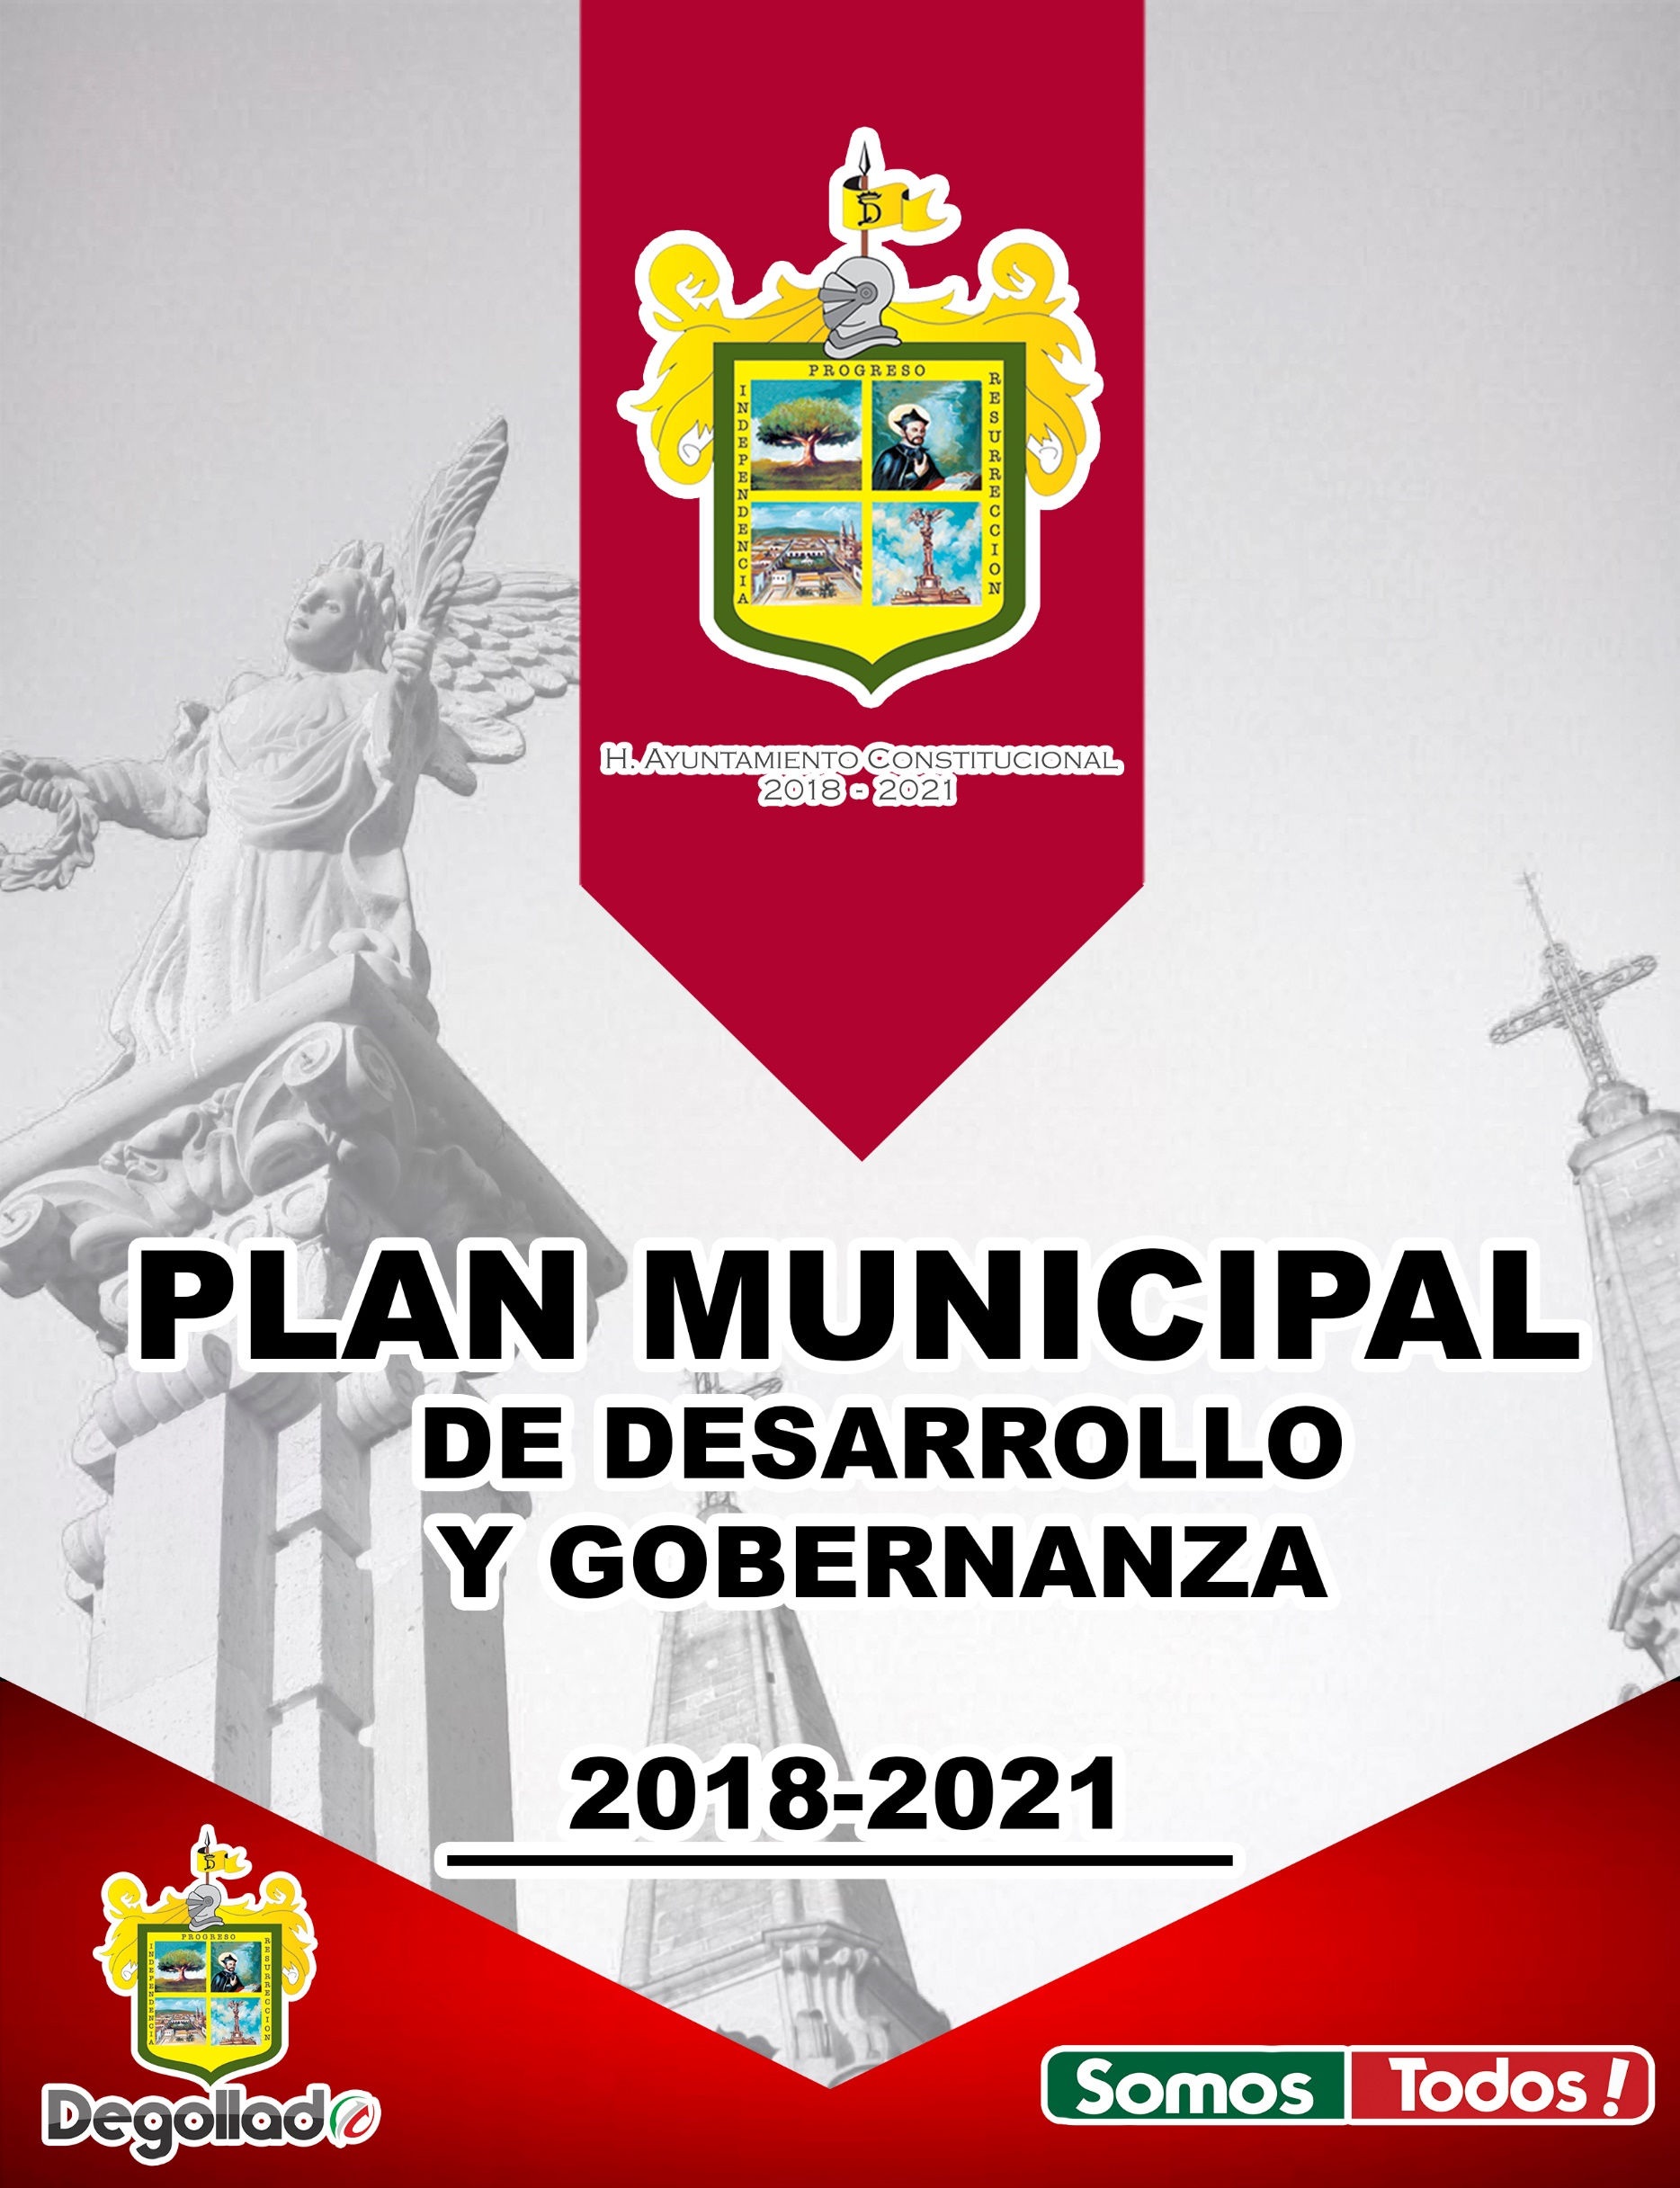 D
PROGRESO
INDEPENDENCIA
RESURRECCION
H. AYUNTAMIENTO CONSTITUCIONAL
2018 - 2021
PLAN MUNICIPAL
DE DESARROLLO
Y GOBERNANZA
2018-2021
D
PROGRESO
INDEPENDENCIA
RESURRECCION
Degollado
Somos Todos!